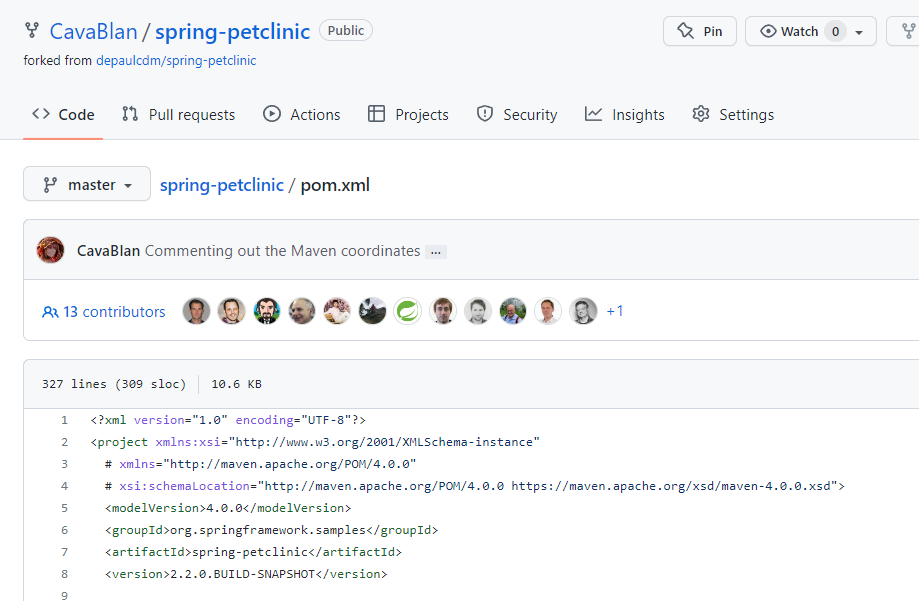 CavaBlan / spring-petclinic Public Pin Watch 0
forked from depaulcdm/spring-petclinic
<> Code Pull requests Actions Projects Security Insights Settings
master spring-petclinic / pom.xml
CavaBlan Commenting out the Maven coordinates ...
13 contributors +1
327 lines (309 sloc) 10.6 KB
1 <?xml version="1.0" encoding="UTF-8"?>
2 <project xmlns:xsi="http://www.w3.org/2001/XMLSchema-instance"
3 # xmlns="http://maven.apache.org/POM/4.0.0"
4 # xsi:schemaLocation="http://maven.apache.org/POM/4.0.0 https://maven.apache.org/xsd/maven-4.0.0.xsd">
5 <modelVersion>4.0.0</modelVersion>
6 <groupId>org.springframework.samples</groupId>
7 <artifactId>spring-petclinic</artifactId>
8 <version>2.2.0.BUILD-SNAPSHOT</version>
9